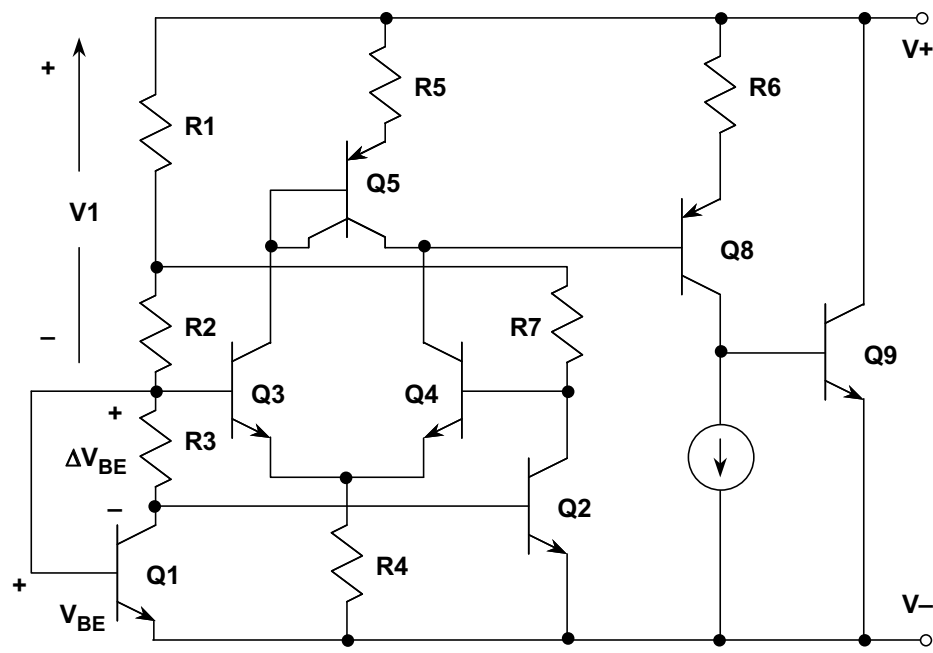 V+
+
R5
R6
R1
Q5
V1
Q8
–
R2
R7
Q9
Q3
Q4
+
R3
ΔVBE
–
Q2
R4
+
Q1
VBE
V–